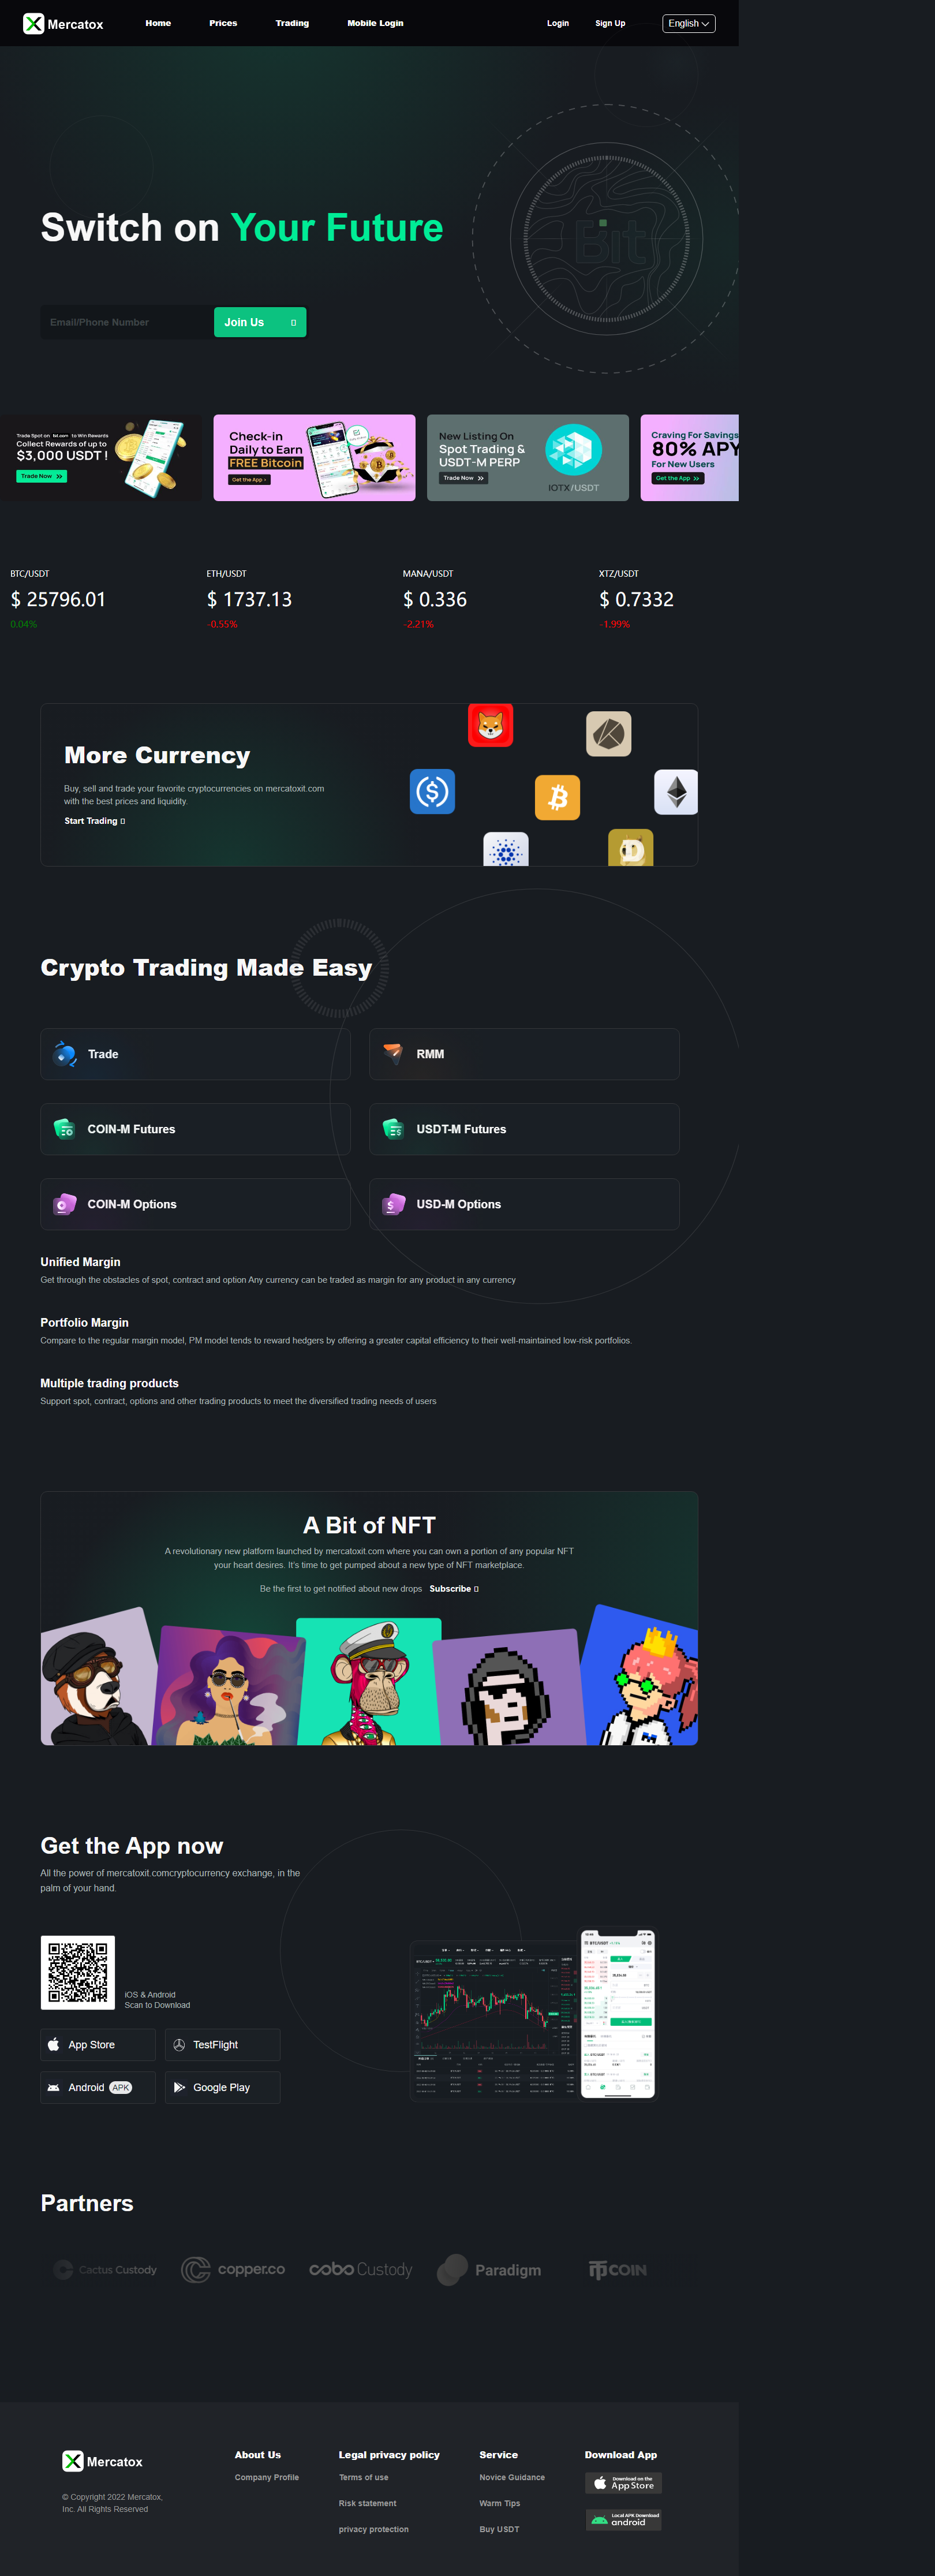 Mercatox
Home
Prices
Trading
Mobile Login
Login
Sign Up
English
Bit
Switch on Your Future
Email/Phone Number
Join Us
Trade Spot on bit.com to Win Rewards
Collect Rewards of up to
$3,000 USDT !
Trade Now
Check-in
Daily to Earn
FREE Bitcoin
Get the App
New Listing On
Spot Trading &
USDT-M PERP
Trade Now
IOTX/USDT
Craving For Savings
80% APY
For New Users
Get the App
BTC/USDT
$ 25796.01
0.04%
ETH/USDT
$ 1737.13
-0.55%
MANA/USDT
$ 0.336
-2.21%
XTZ/USDT
$ 0.7332
-1.99%
More Currency
Buy, sell and trade your favorite cryptocurrencies on mercatoxit.com
with the best prices and liquidity.
Start Trading
Crypto Trading Made Easy
Trade
RMM
COIN-M Futures
USDT-M Futures
COIN-M Options
USD-M Options
Unified Margin
Get through the obstacles of spot, contract and option Any currency can be traded as margin for any product in any currency
Portfolio Margin
Compare to the regular margin model, PM model tends to reward hedgers by offering a greater capital efficiency to their well-maintained low-risk portfolios.
Multiple trading products
Support spot, contract, options and other trading products to meet the diversified trading needs of users
A Bit of NFT
A revolutionary new platform launched by mercatoxit.com where you can own a portion of any popular NFT
your heart desires. It's time to get pumped about a new type of NFT marketplace.
Be the first to get notified about new drops Subscribe
Get the App now
All the power of mercatoxit.comcryptocurrency exchange, in the
palm of your hand.
iOS & Android
Scan to Download
App Store
TestFlight
Android APK
Google Play
Partners
Cactus Custody
copper.co
cobo Custody
Paradigm
COIN
Mercatox
© Copyright 2022 Mercatox,
Inc. All Rights Reserved
About Us
Company Profile
Legal privacy policy
Terms of use
Risk statement
privacy protection
Service
Novice Guidance
Warm Tips
Buy USDT
Download App
Download on the
App Store
Local APK Download
android